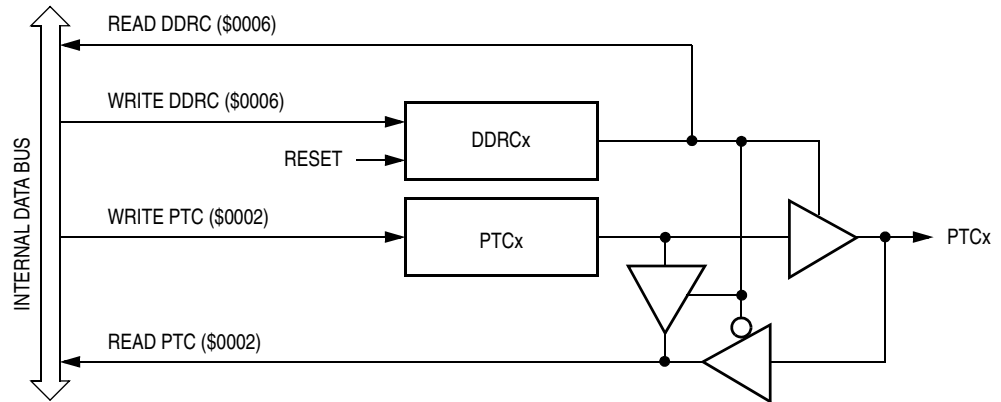 READ DDRC ($0006)
WRITE DDRC ($0006)
DDRCx
RESET
INTERNAL DATA BUS
WRITE PTC ($0002)
PTCx
PTCx
READ PTC ($0002)